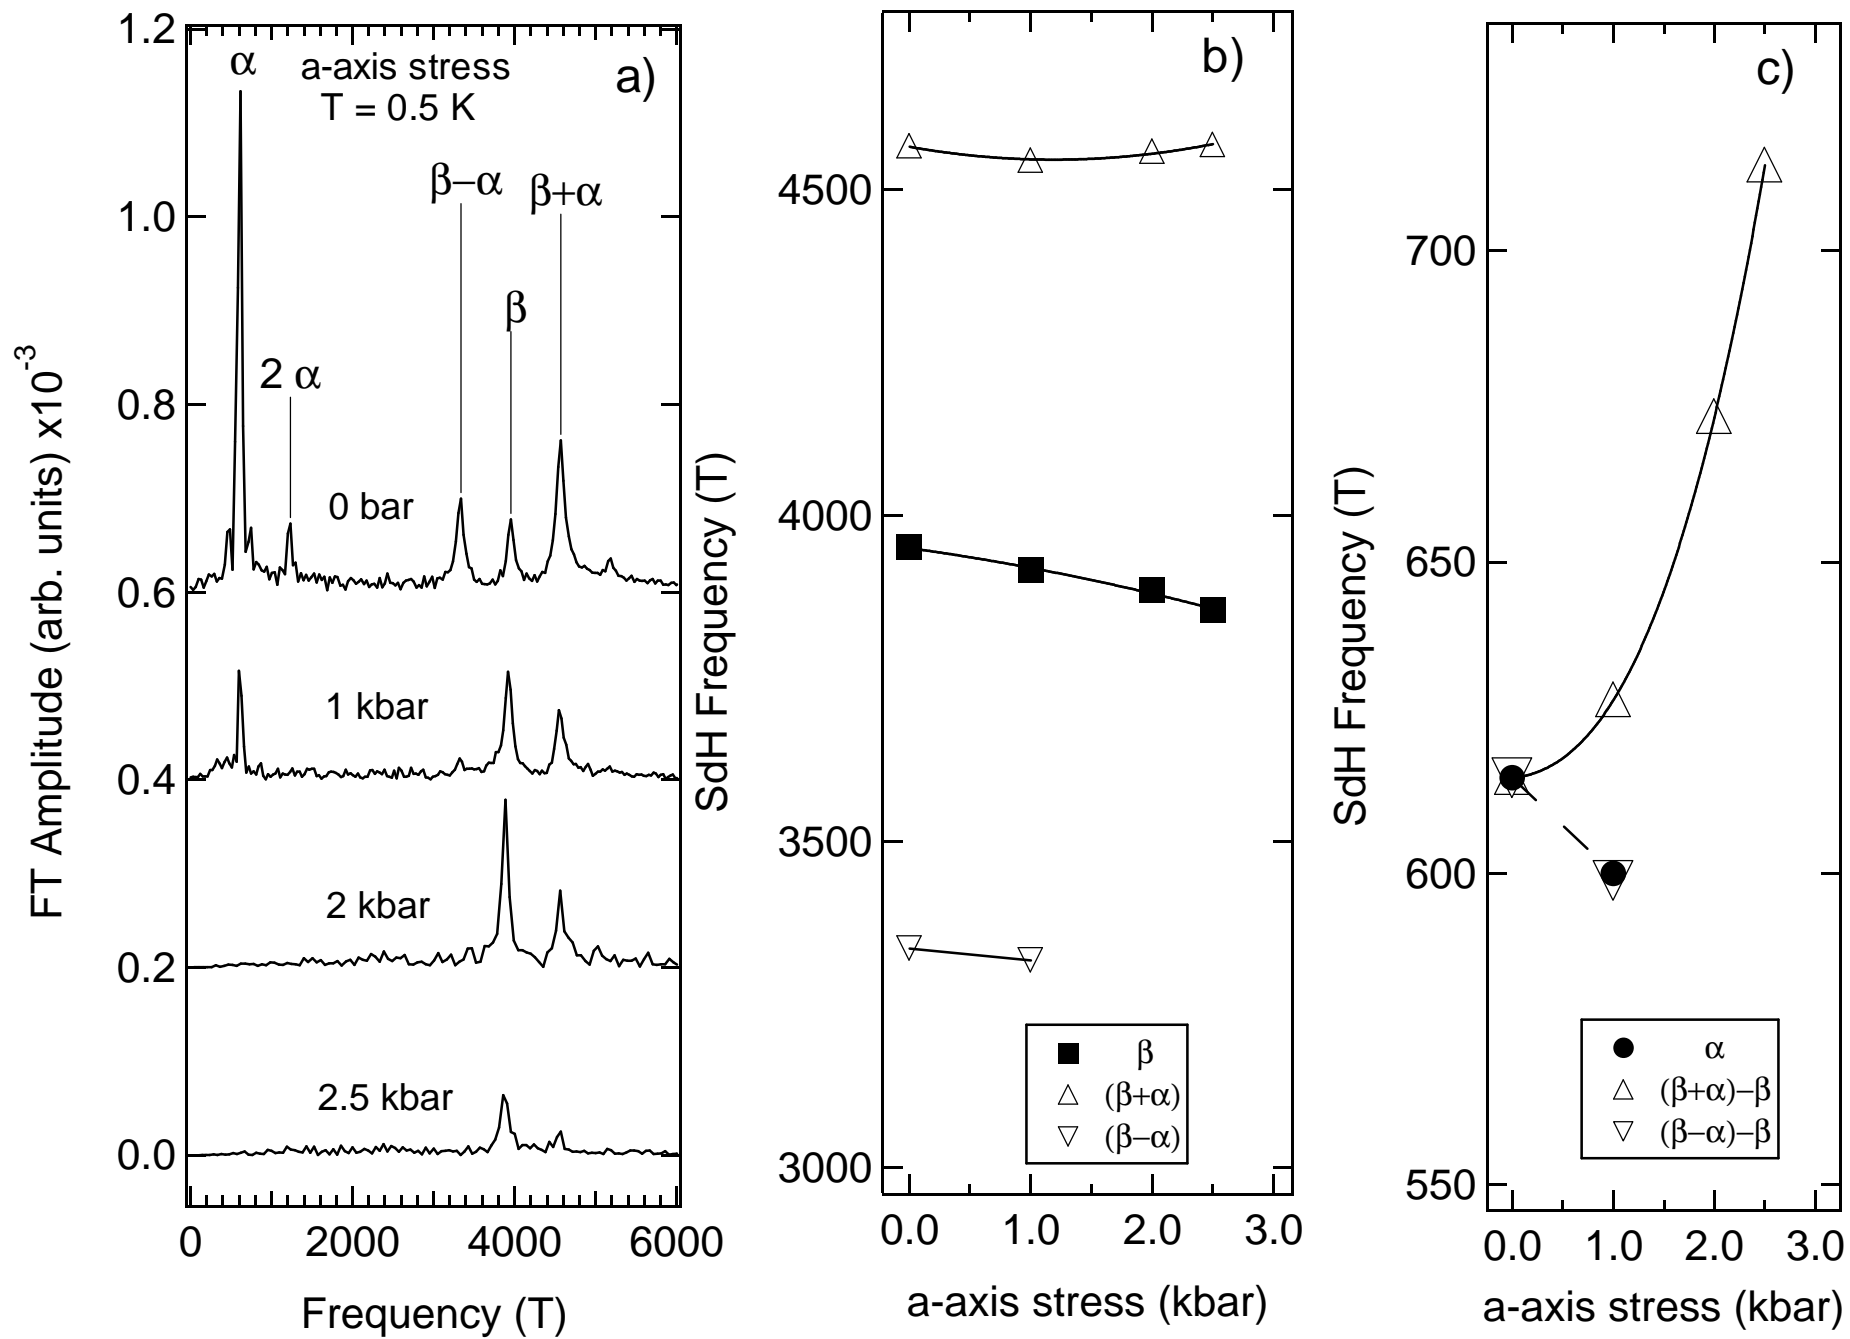 a)
a-axis stress
T = 0.5 K
α
2 α
β−α
β
β+α
0 bar
1 kbar
2 kbar
2.5 kbar
FT Amplitude (arb. units) x10-3
1.2
1.0
0.8
0.6
0.4
0.2
0.0
0 2000 4000 6000
Frequency (T)
b)
SdH Frequency (T)
4500
4000
3500
3000
β
(β+α)
(β−α)
0.0 1.0 2.0 3.0
a-axis stress (kbar)
c)
SdH Frequency (T)
700
650
600
550
α
(β+α)−β
(β−α)−β
0.0 1.0 2.0 3.0
a-axis stress (kbar)